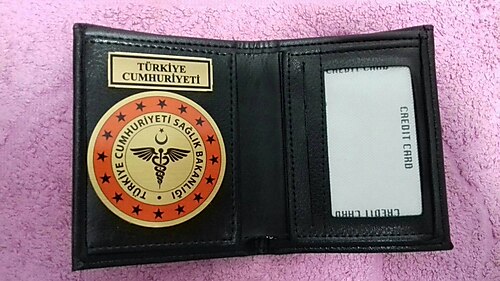 TÜRKİYE
CUMHURİYETİ
TÜRKİYE CUMHURİYETİ SAĞLIK BAKANLIĞI
CREDIT CARD
CREDIT CARD
CREDIT CARD